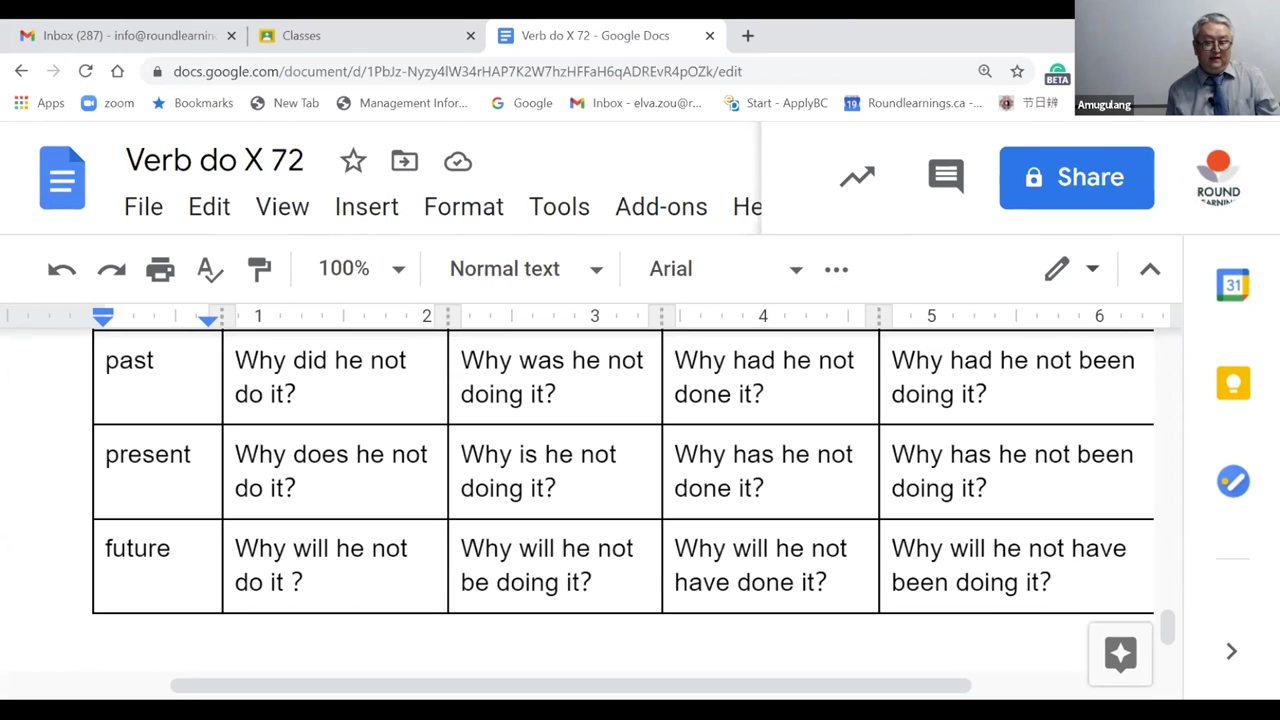 Inbox (287) - info@roundlearnin
Classes
Verb do X 72 - Google Docs
docs.google.com/document/d/1PbJz-Nyzy4lW34rHAP7K2W7hzHFFaH6qADREvR4pOZk/edit
BETA
Amugulang
Apps
zoom
Bookmarks
New Tab
Management Infor...
Google
Inbox - elva.zou@r...
Start - ApplyBC
19
Roundlearnings.ca -...
节日辩
Verb do X 72
Share
ROUND
LEARNING
File Edit View Insert Format Tools Add-ons He
100% Normal text Arial
31
1 2 3 4 5 6
past
Why did he not
do it?
Why was he not
doing it?
Why had he not
done it?
Why had he not been
doing it?
present
Why does he not
do it?
Why is he not
doing it?
Why has he not
done it?
Why has he not been
doing it?
future
Why will he not
do it ?
Why will he not
be doing it?
Why will he not
have done it?
Why will he not have
been doing it?